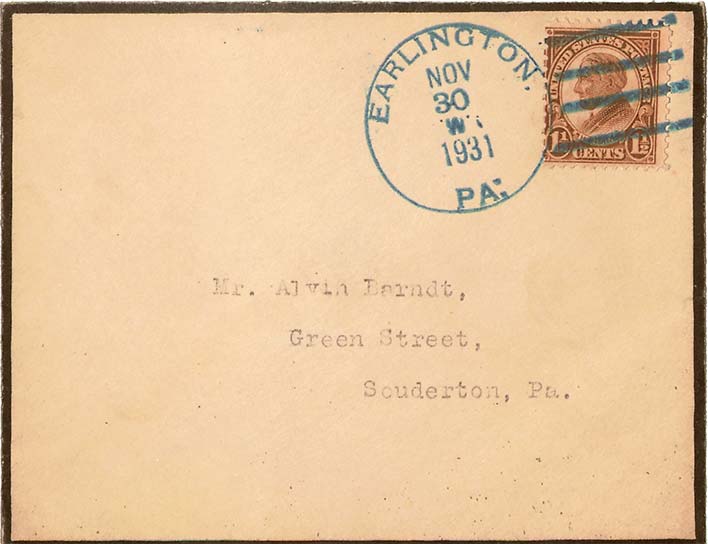 EARLINGTON.
NOV
30
1931
PA.
UNITED STATES POSTAGE
1½ CENTS 1½
Mr. Alvin Barndt,
Green Street,
Souderton, Pa.